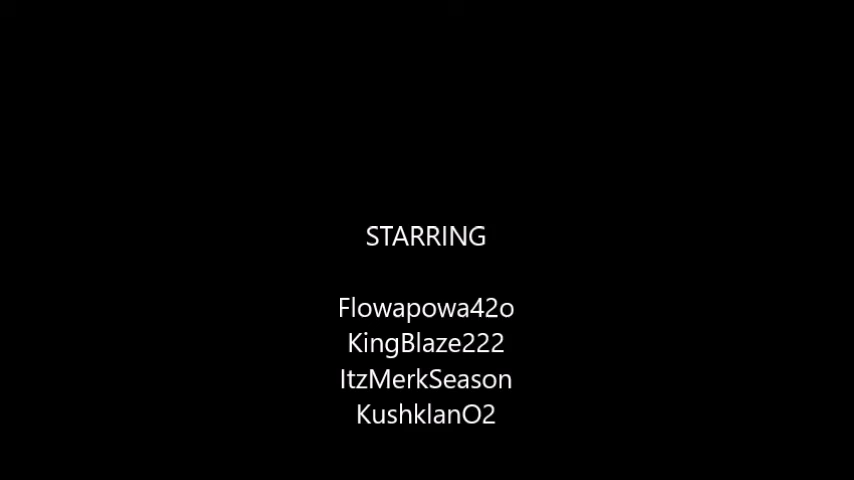 STARRING
Flowapowa42o
KingBlaze222
ItzMerkSeason
KushklanO2